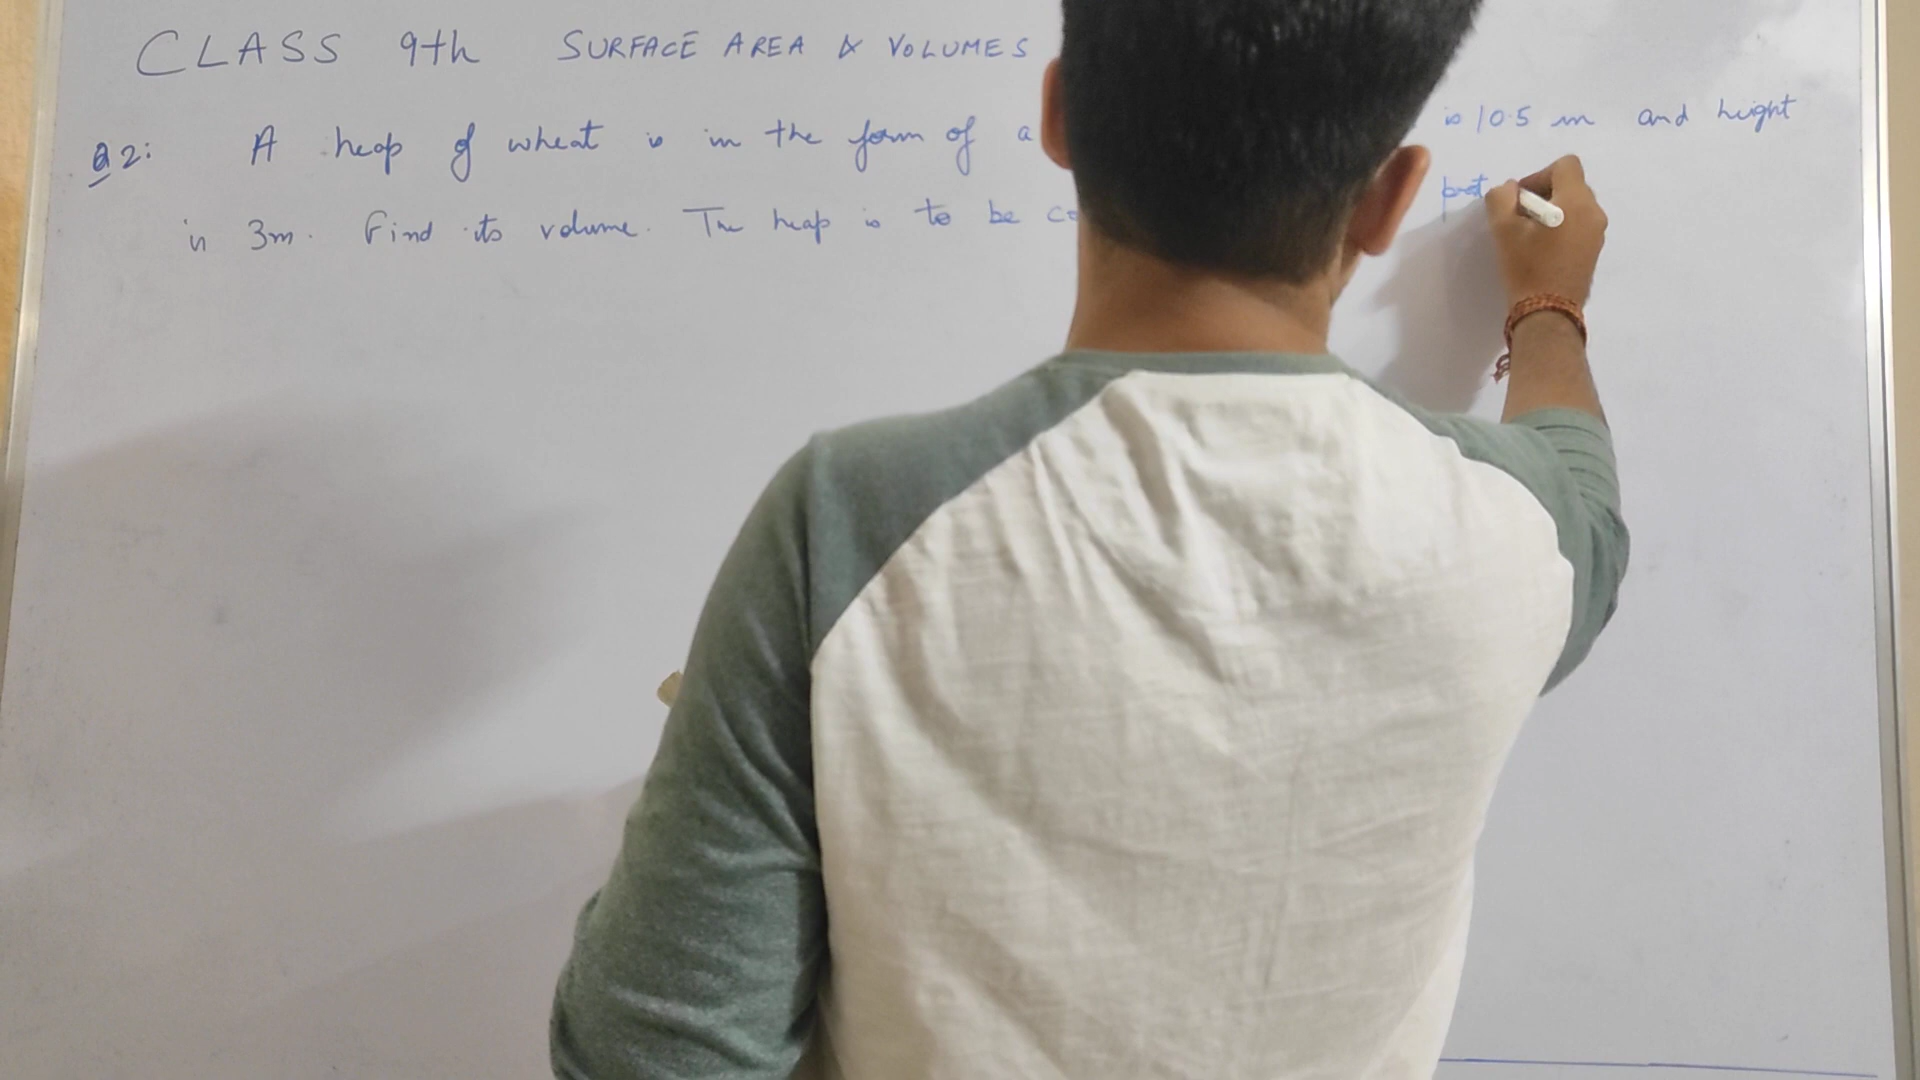 CLASS 9th SURFACE AREA & VOLUMES
Q2: A heap of wheat is in the form of a is 10.5 m and height
is 3m. Find its volume. The heap is to be